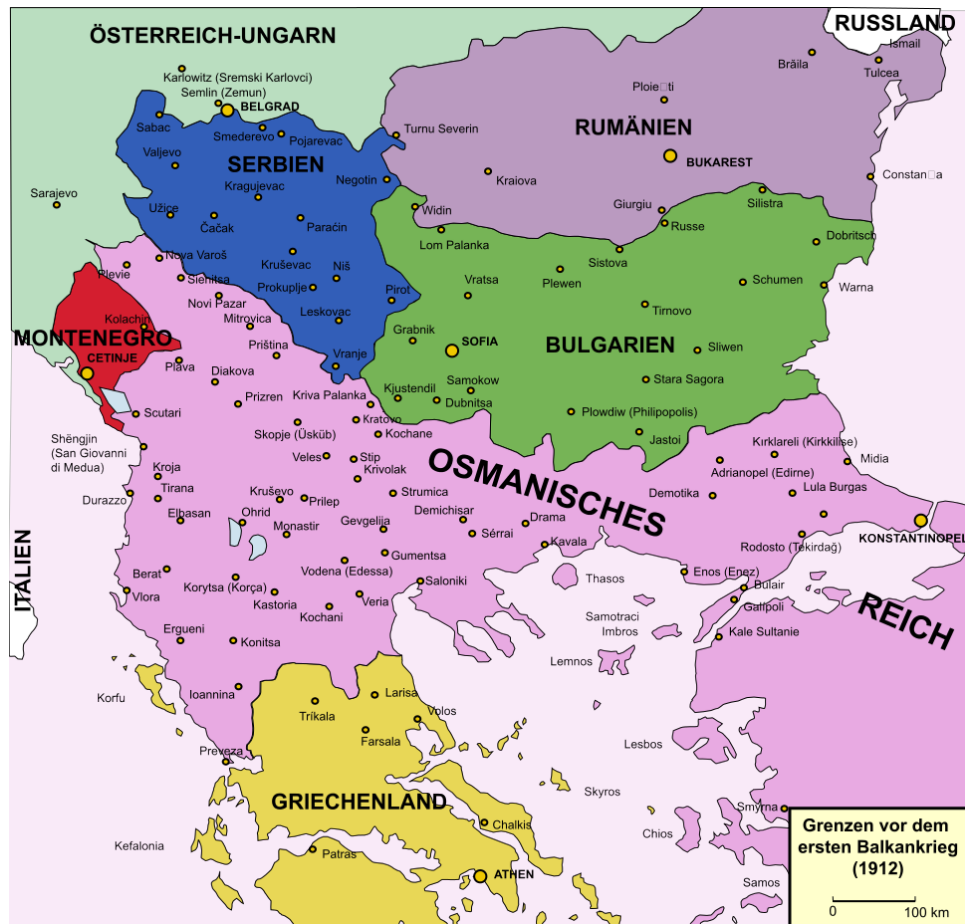 RUSSLAND
ÖSTERREICH-UNGARN
Ismail
Brăila
Tulcea
Karlowitz (Sremski Karlovci)
Semlin (Zemun)
BELGRAD
Ploie□ti
Sabac
Smederevo
Pojarevac
Turnu Severin
RUMÄNIEN
Valjevo
SERBIEN
BUKAREST
Kragujevac
Negotin
Kraiova
Constan□a
Sarajevo
Užice
Čačak
Paraćin
Widin
Giurgiu
Silistra
Russe
Lom Palanka
Dobritsch
Nova Varoš
Kruševac
Niš
Sistova
Plevie
Sienitsa
Prokuplje
Vratsa
Plewen
Schumen
Warna
Novi Pazar
Pirot
Leskovac
Tirnovo
Kolachin
Mitrovica
Grabnik
MONTENEGRO
SOFIA
BULGARIEN
Sliwen
CETINJE
Priština
Vranje
Plava
Diakova
Kjustendil
Samokow
Stara Sagora
Prizren
Kriva Palanka
Dubnitsa
Scutari
Kratovo
Plowdiw (Philipopolis)
Skopje (Üsküb)
Kochane
Jastoi
Shëngjin
(San Giovanni
di Medua)
Kırklareli (Kirkkilise)
Veles
Stip
OSMANISCHES
Midia
Kroja
Krivolak
Adrianopel (Edirne)
Tirana
Durazzo
Kruševo
Prilep
Strumica
Demotika
Lula Burgas
Elbasan
Ohrid
Monastir
Gevgelija
Demichisar
Drama
Sérrai
KONSTANTINOPEL
Kavala
Rodosto (Tekirdağ)
ITALIEN
Gumentsa
Berat
Vodena (Edessa)
Enos (Enez)
Korytsa (Korça)
Saloniki
Thasos
Bulair
Vlora
Kastoria
Veria
Gallipoli
REICH
Kochani
Samotraci
Imbros
Ergueni
Konitsa
Kale Sultanie
Lemnos
Korfu
Ioannina
Larisa
Tríkala
Volos
Farsala
Lesbos
Preveza
Skyros
GRIECHENLAND
Smyrna
Chalkis
Chios
Kefalonia
Patras
ATHEN
Samos
Grenzen vor dem
ersten Balkankrieg
(1912)
0
100 km